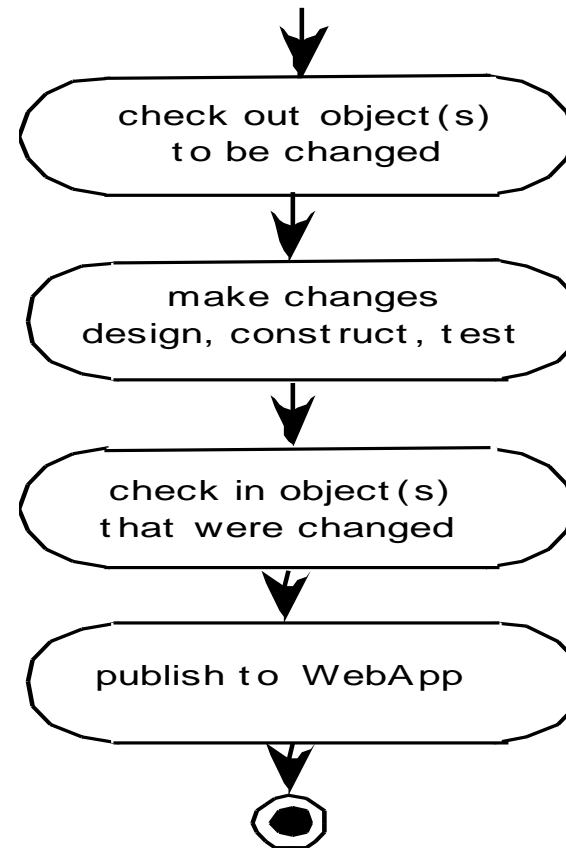 check out object(s)
to be changed
make changes
design, construct, test
check in object(s)
that were changed
publish to WebApp